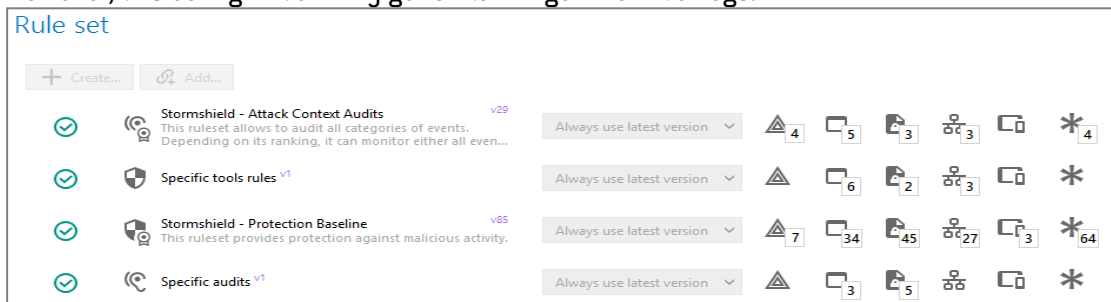 Rule set
Create... Add...
Stormshield - Attack Context Audits v29
This ruleset allows to audit all categories of events.
Depending on its ranking, it can monitor either all even...
Always use latest version 4 5 3 3 4
Specific tools rules v1 Always use latest version 6 2 3
Stormshield - Protection Baseline v85
This ruleset provides protection against malicious activity.
Always use latest version 7 34 45 27 3 64
Specific audits v1 Always use latest version 3 5